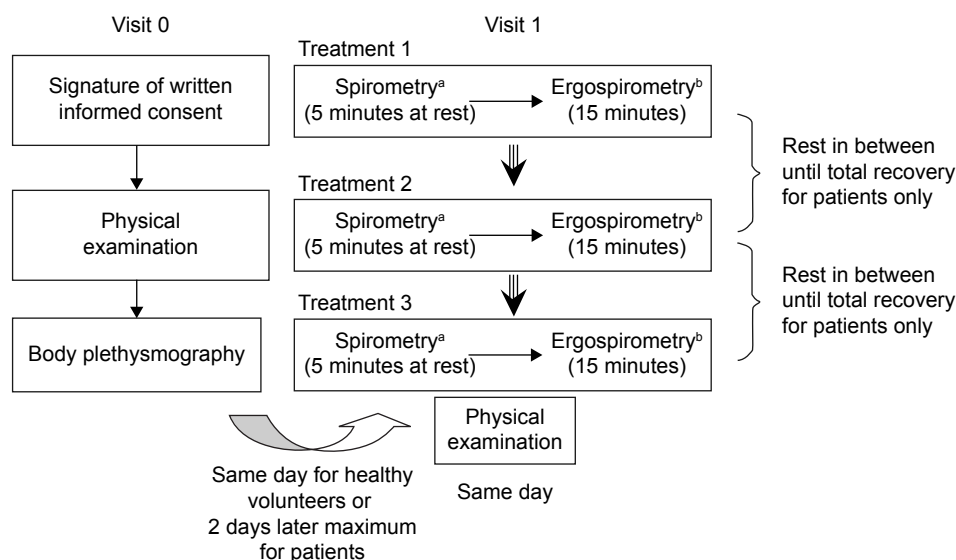 Visit 0
Signature of written
informed consent
Physical
examination
Body plethysmography
Visit 1
Treatment 1
Spirometryᵃ
(5 minutes at rest)
Ergospirometryᵇ
(15 minutes)
Treatment 2
Spirometryᵃ
(5 minutes at rest)
Ergospirometryᵇ
(15 minutes)
Treatment 3
Spirometryᵃ
(5 minutes at rest)
Ergospirometryᵇ
(15 minutes)
Rest in between
until total recovery
for patients only
Rest in between
until total recovery
for patients only
Physical
examination
Same day
Same day for healthy
volunteers or
2 days later maximum
for patients